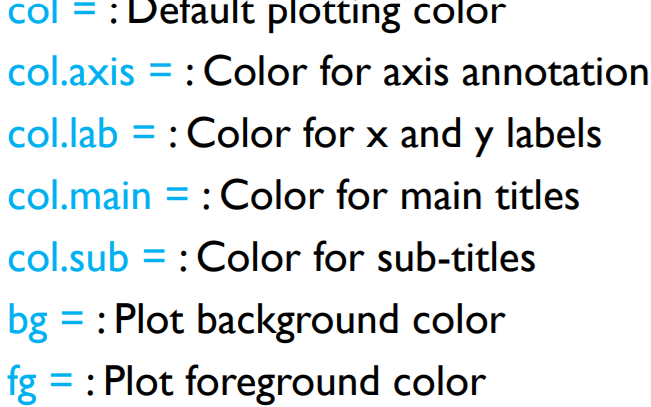 col = : Default plotting color
col.axis = : Color for axis annotation
col.lab = : Color for x and y labels
col.main = : Color for main titles
col.sub = : Color for sub-titles
bg = : Plot background color
fg = : Plot foreground color